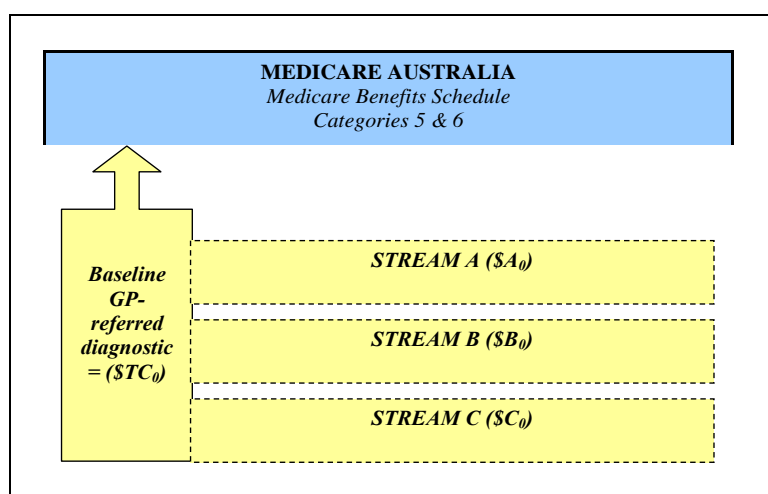 MEDICARE AUSTRALIA
Medicare Benefits Schedule
Categories 5 & 6
Baseline
GP-
referred
diagnostic
= ($TC₀)
STREAM A ($A₀)
STREAM B ($B₀)
STREAM C ($C₀)